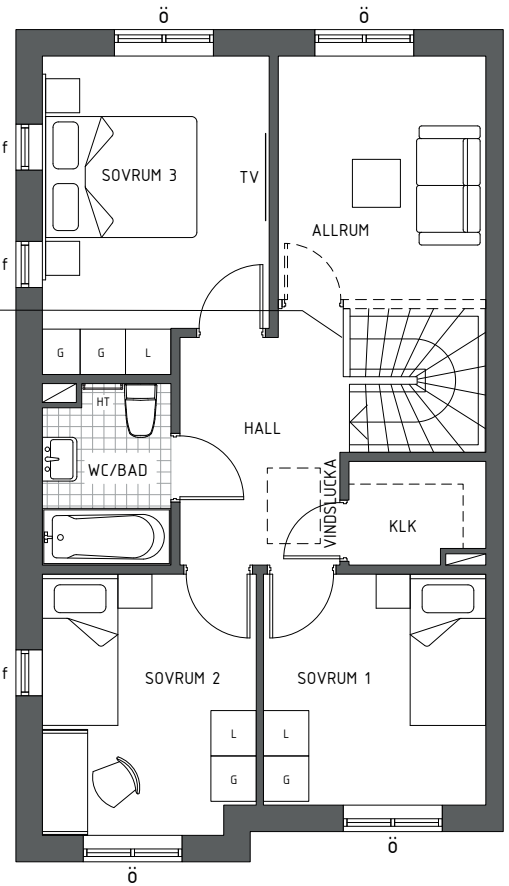 Ö Ö
f
SOVRUM 3
TV
ALLRUM
f
G G L
HT
HALL
WC/BAD
VINDSLUCKA
KLK
f
SOVRUM 2
SOVRUM 1
L L
G G
Ö
Ö